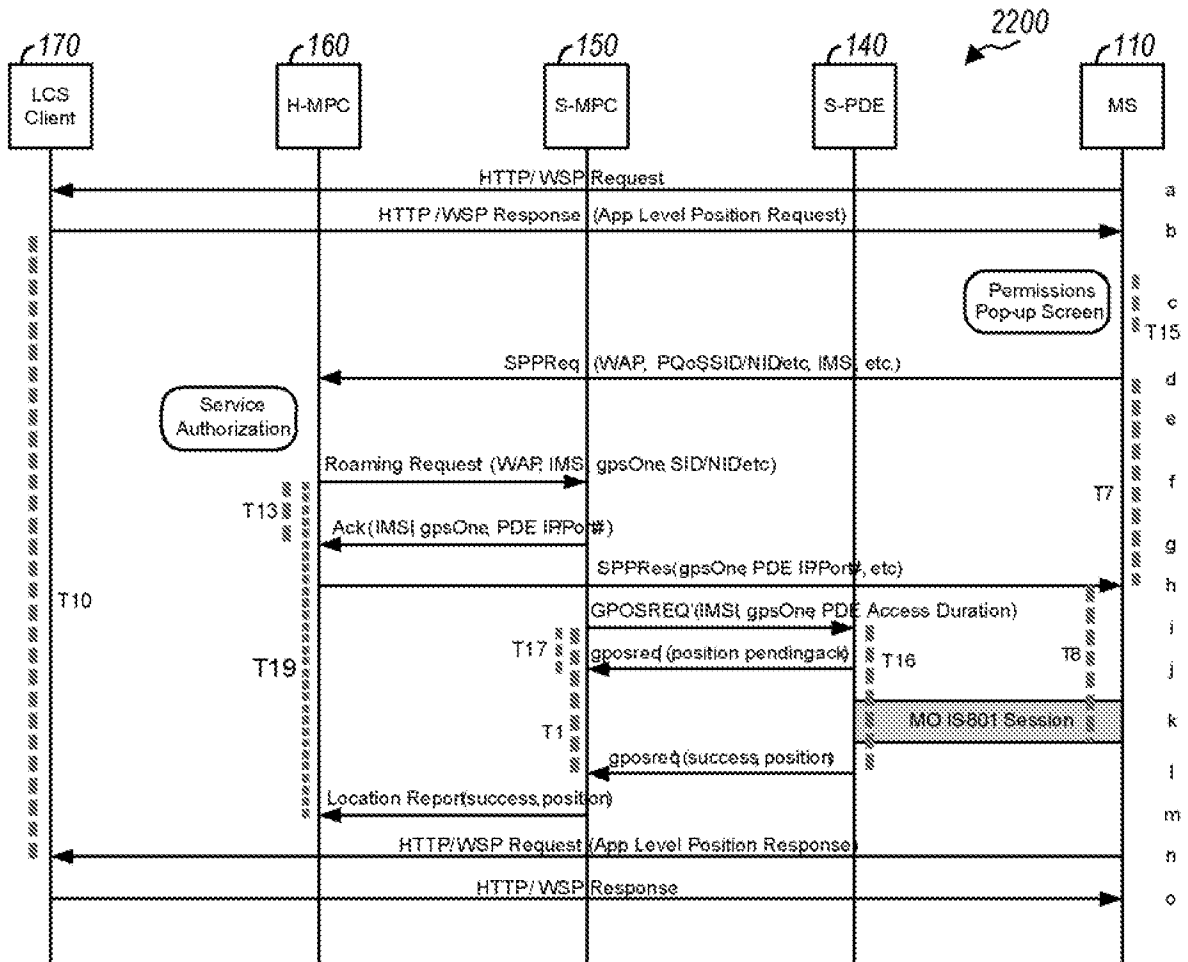 2200
170
160
150
140
110
LCS
Client
H-MPC
S-MPC
S-PDE
MS
HTTP/ WSP Request
a
HTTP /WSP Response (App Level Position Request)
b
Permissions
Pop-up Screen
c
T15
SPPReq (WAP, PQoSSID/NIDetc, IMSI, etc.)
d
Service
Authorization
e
Roaming Request (WAP, IMSI, gpsOne, SID/NIDetc)
f
T13
T7
Ack(IMSI, gpsOne, PDE IP/Port#)
g
SPPRes(gpsOne, PDE IP/Port#, etc)
h
T10
GPOSREQ (IMSI, gpsOne, PDE Access Duration)
i
T17
gposreq (position pendingack)
T16
T8
j
T19
MO IS801 Session
k
T1
gposreq (success, position)
l
Location Report(success, position)
m
HTTP/WSP Request (App Level Position Response)
n
HTTP/ WSP Response
o